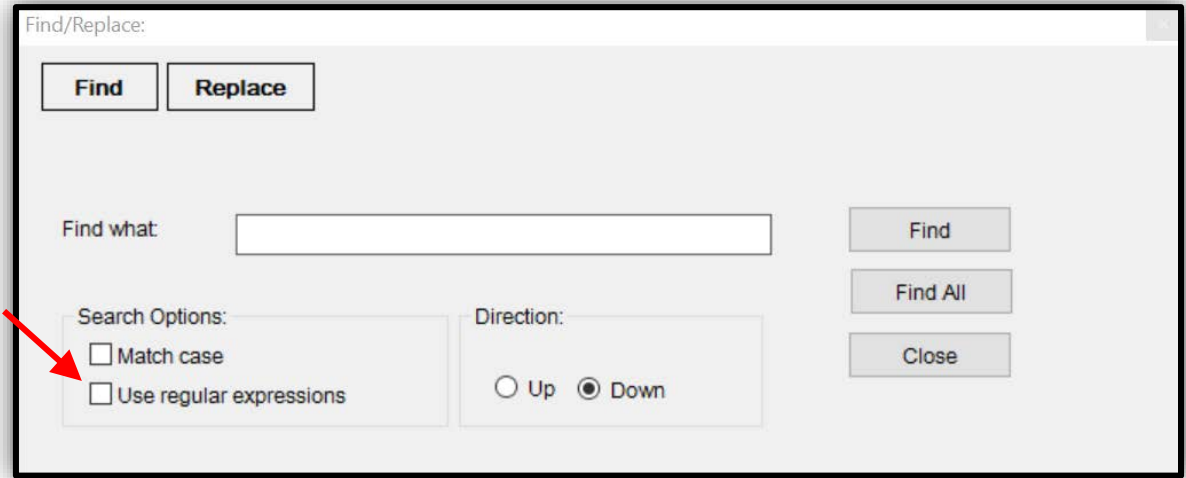 Find/Replace:
Find Replace
Find what: Find
Find All
Search Options: Direction:
Match case Close
Use regular expressions Up Down